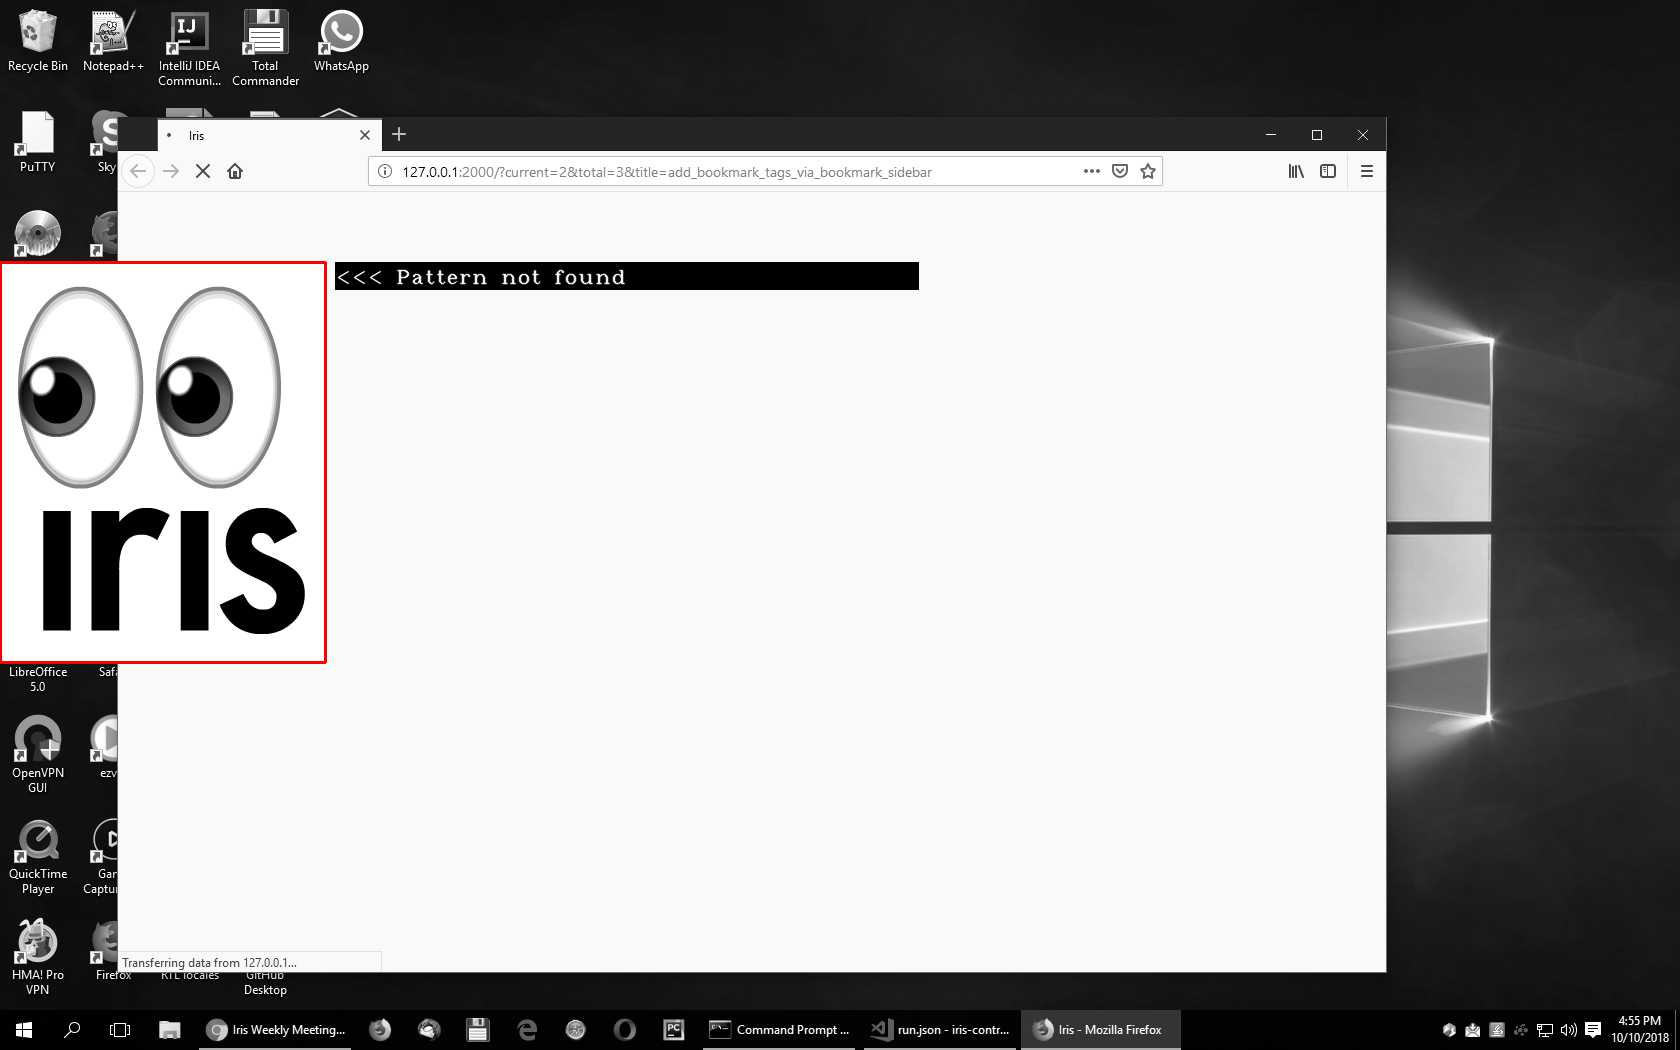 Recycle Bin
Notepad++
IntelliJ IDEA
Communi...
Total
Commander
WhatsApp
PuTTY
Sky
Iris
127.0.0.1:2000/?current=2&total=3&title=add_bookmark_tags_via_bookmark_sidebar
<<< Pattern not found
iris
LibreOffice
5.0
Safa
OpenVPN
GUI
ezv
QuickTime
Player
Gam
Captur
HMA! Pro
VPN
Firefox
RTL locales
GitHub
Desktop
Transferring data from 127.0.0.1...
Iris Weekly Meeting...
Command Prompt ...
run.json - iris-contr...
Iris - Mozilla Firefox
4:55 PM
10/10/2018